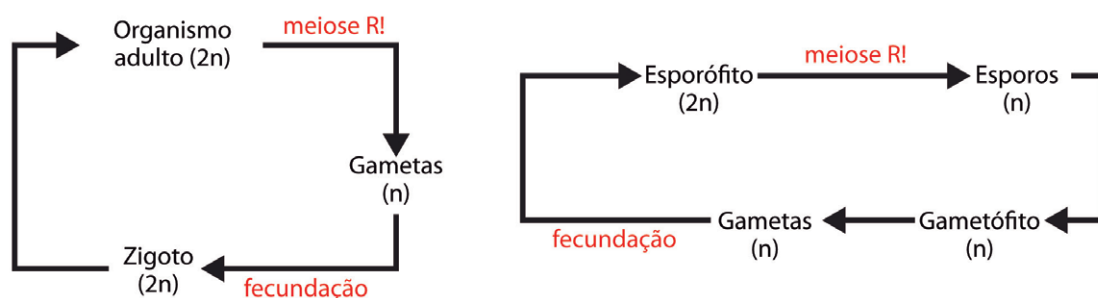 Organismo
adulto (2n)
meiose R!
Gametas
(n)
Zigoto
(2n)
fecundação
Esporófito
(2n)
meiose R!
Esporos
(n)
Gametófito
(n)
Gametas
(n)
fecundação